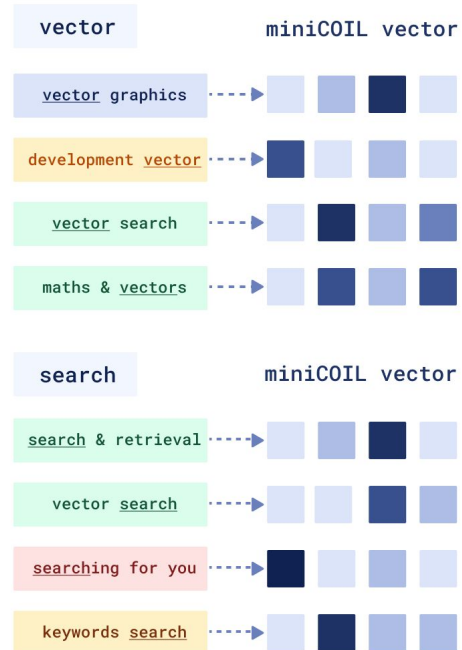 vector
miniCOIL vector
vector graphics
development vector
vector search
maths & vectors
search
miniCOIL vector
search & retrieval
vector search
searching for you
keywords search